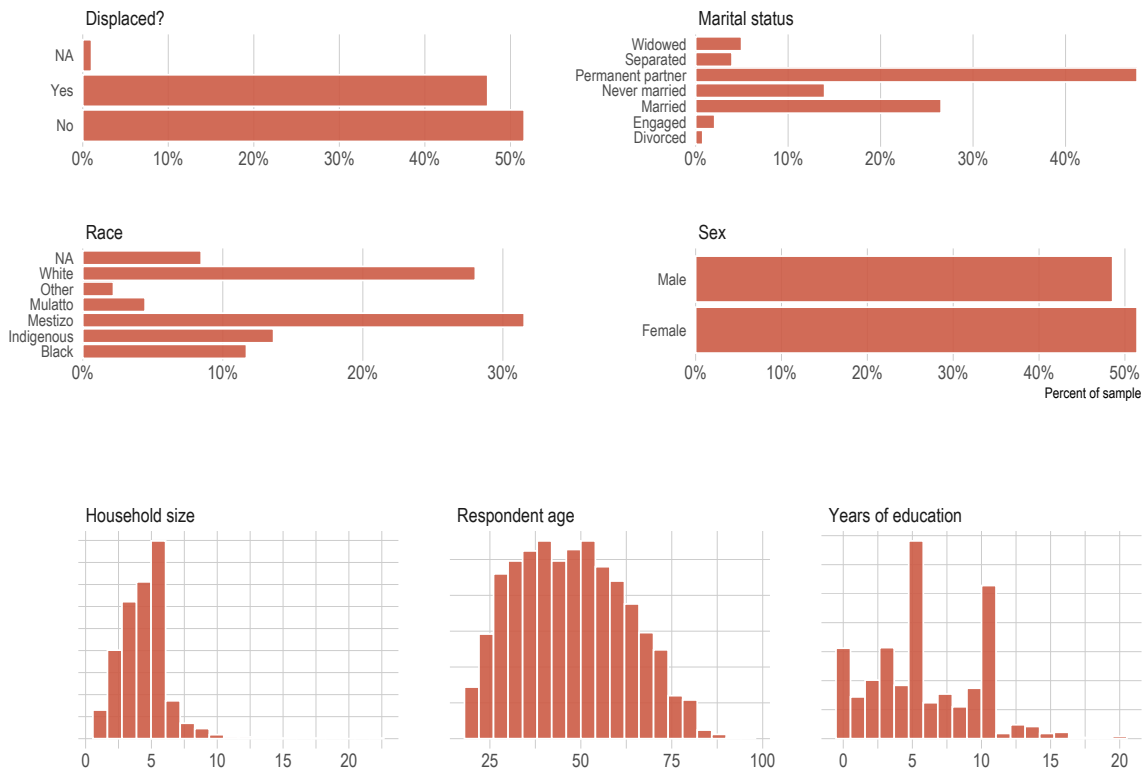 Displaced?
NA
Yes
No
0% 10% 20% 30% 40% 50%
Marital status
Widowed
Separated
Permanent partner
Never married
Married
Engaged
Divorced
0% 10% 20% 30% 40%
Race
NA
White
Other
Mulatto
Mestizo
Indigenous
Black
0% 10% 20% 30%
Sex
Male
Female
0% 10% 20% 30% 40% 50%
Percent of sample
Household size
0 5 10 15 20
Respondent age
25 50 75 100
Years of education
0 5 10 15 20